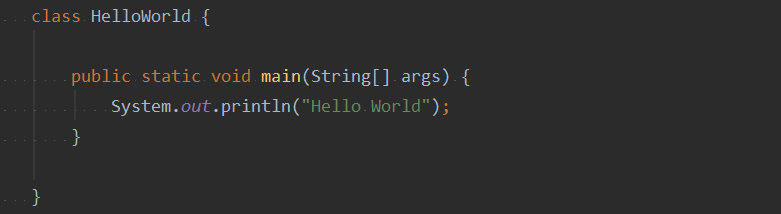 class HelloWorld {
public static void main(String[] args) {
System.out.println("Hello World");
}
}